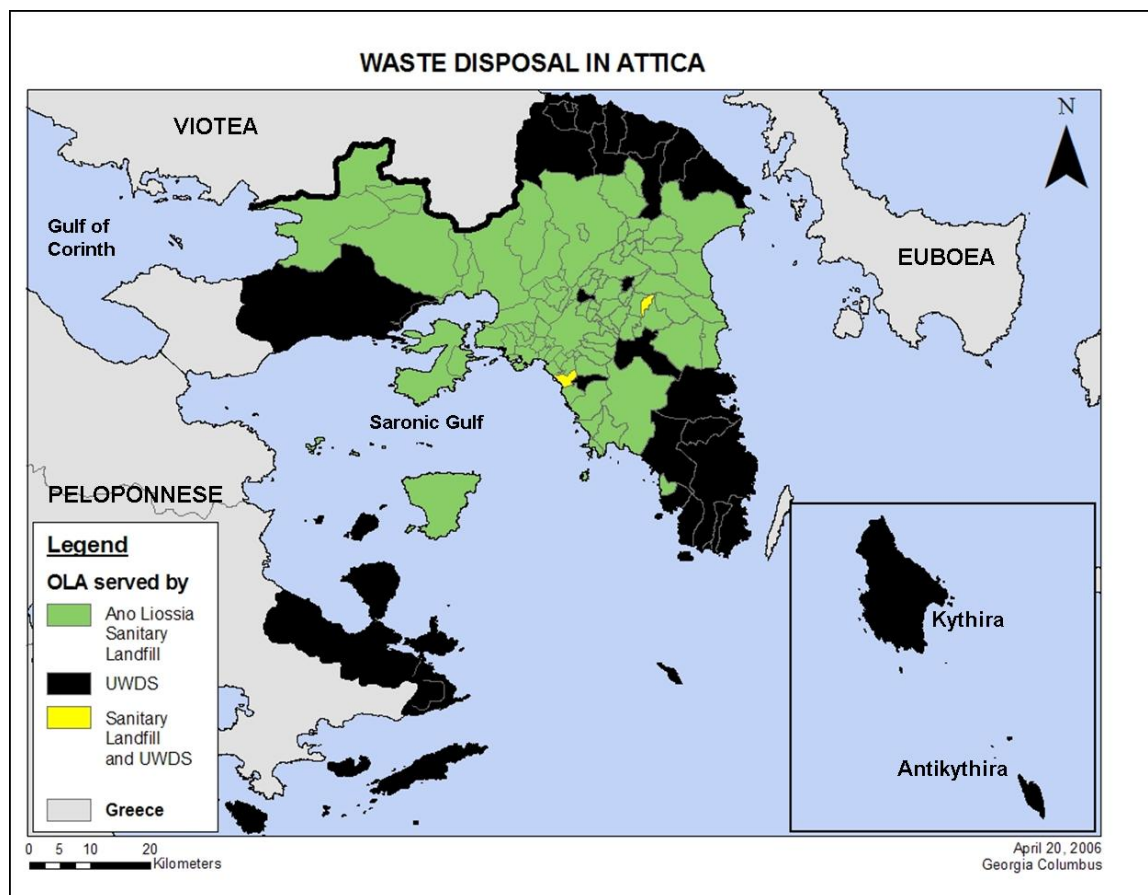 WASTE DISPOSAL IN ATTICA
N
VIOTEA
Gulf of
Corinth
EUBOEA
Saronic Gulf
PELOPONNESE
Legend
OLA served by
Ano Liossia
Sanitary
Landfill
UWDS
Sanitary
Landfill
and UWDS
Greece
Kythira
Antikythira
0 5 10 20
Kilometers
April 20, 2006
Georgia Columbus